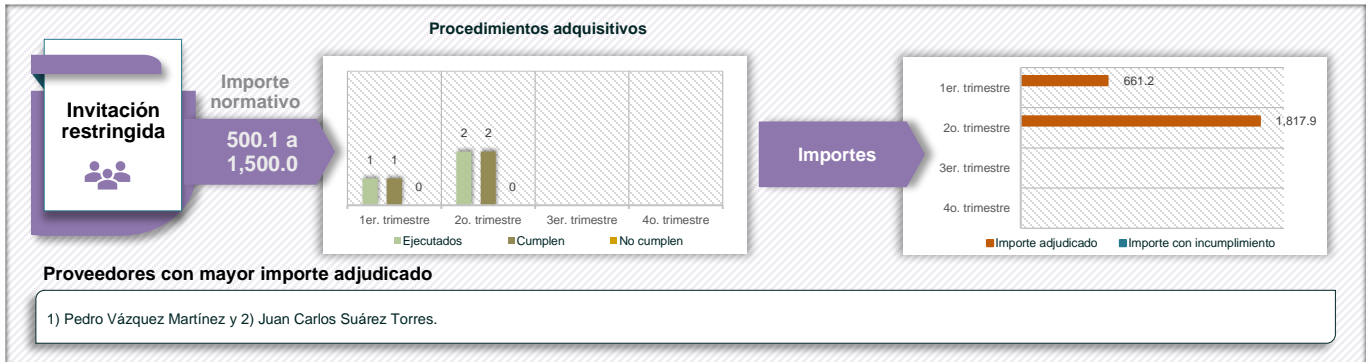 Procedimientos adquisitivos
Invitación
restringida
Importe
normativo
500.1 a
1,500.0
1
1
0
2
2
0
1er. trimestre
2o. trimestre
3er. trimestre
4o. trimestre
Ejecutados
Cumplen
No cumplen
Importes
1er. trimestre
661.2
2o. trimestre
1,817.9
3er. trimestre
4o. trimestre
Importe adjudicado
Importe con incumplimiento
Proveedores con mayor importe adjudicado
1) Pedro Vázquez Martínez y 2) Juan Carlos Suárez Torres.